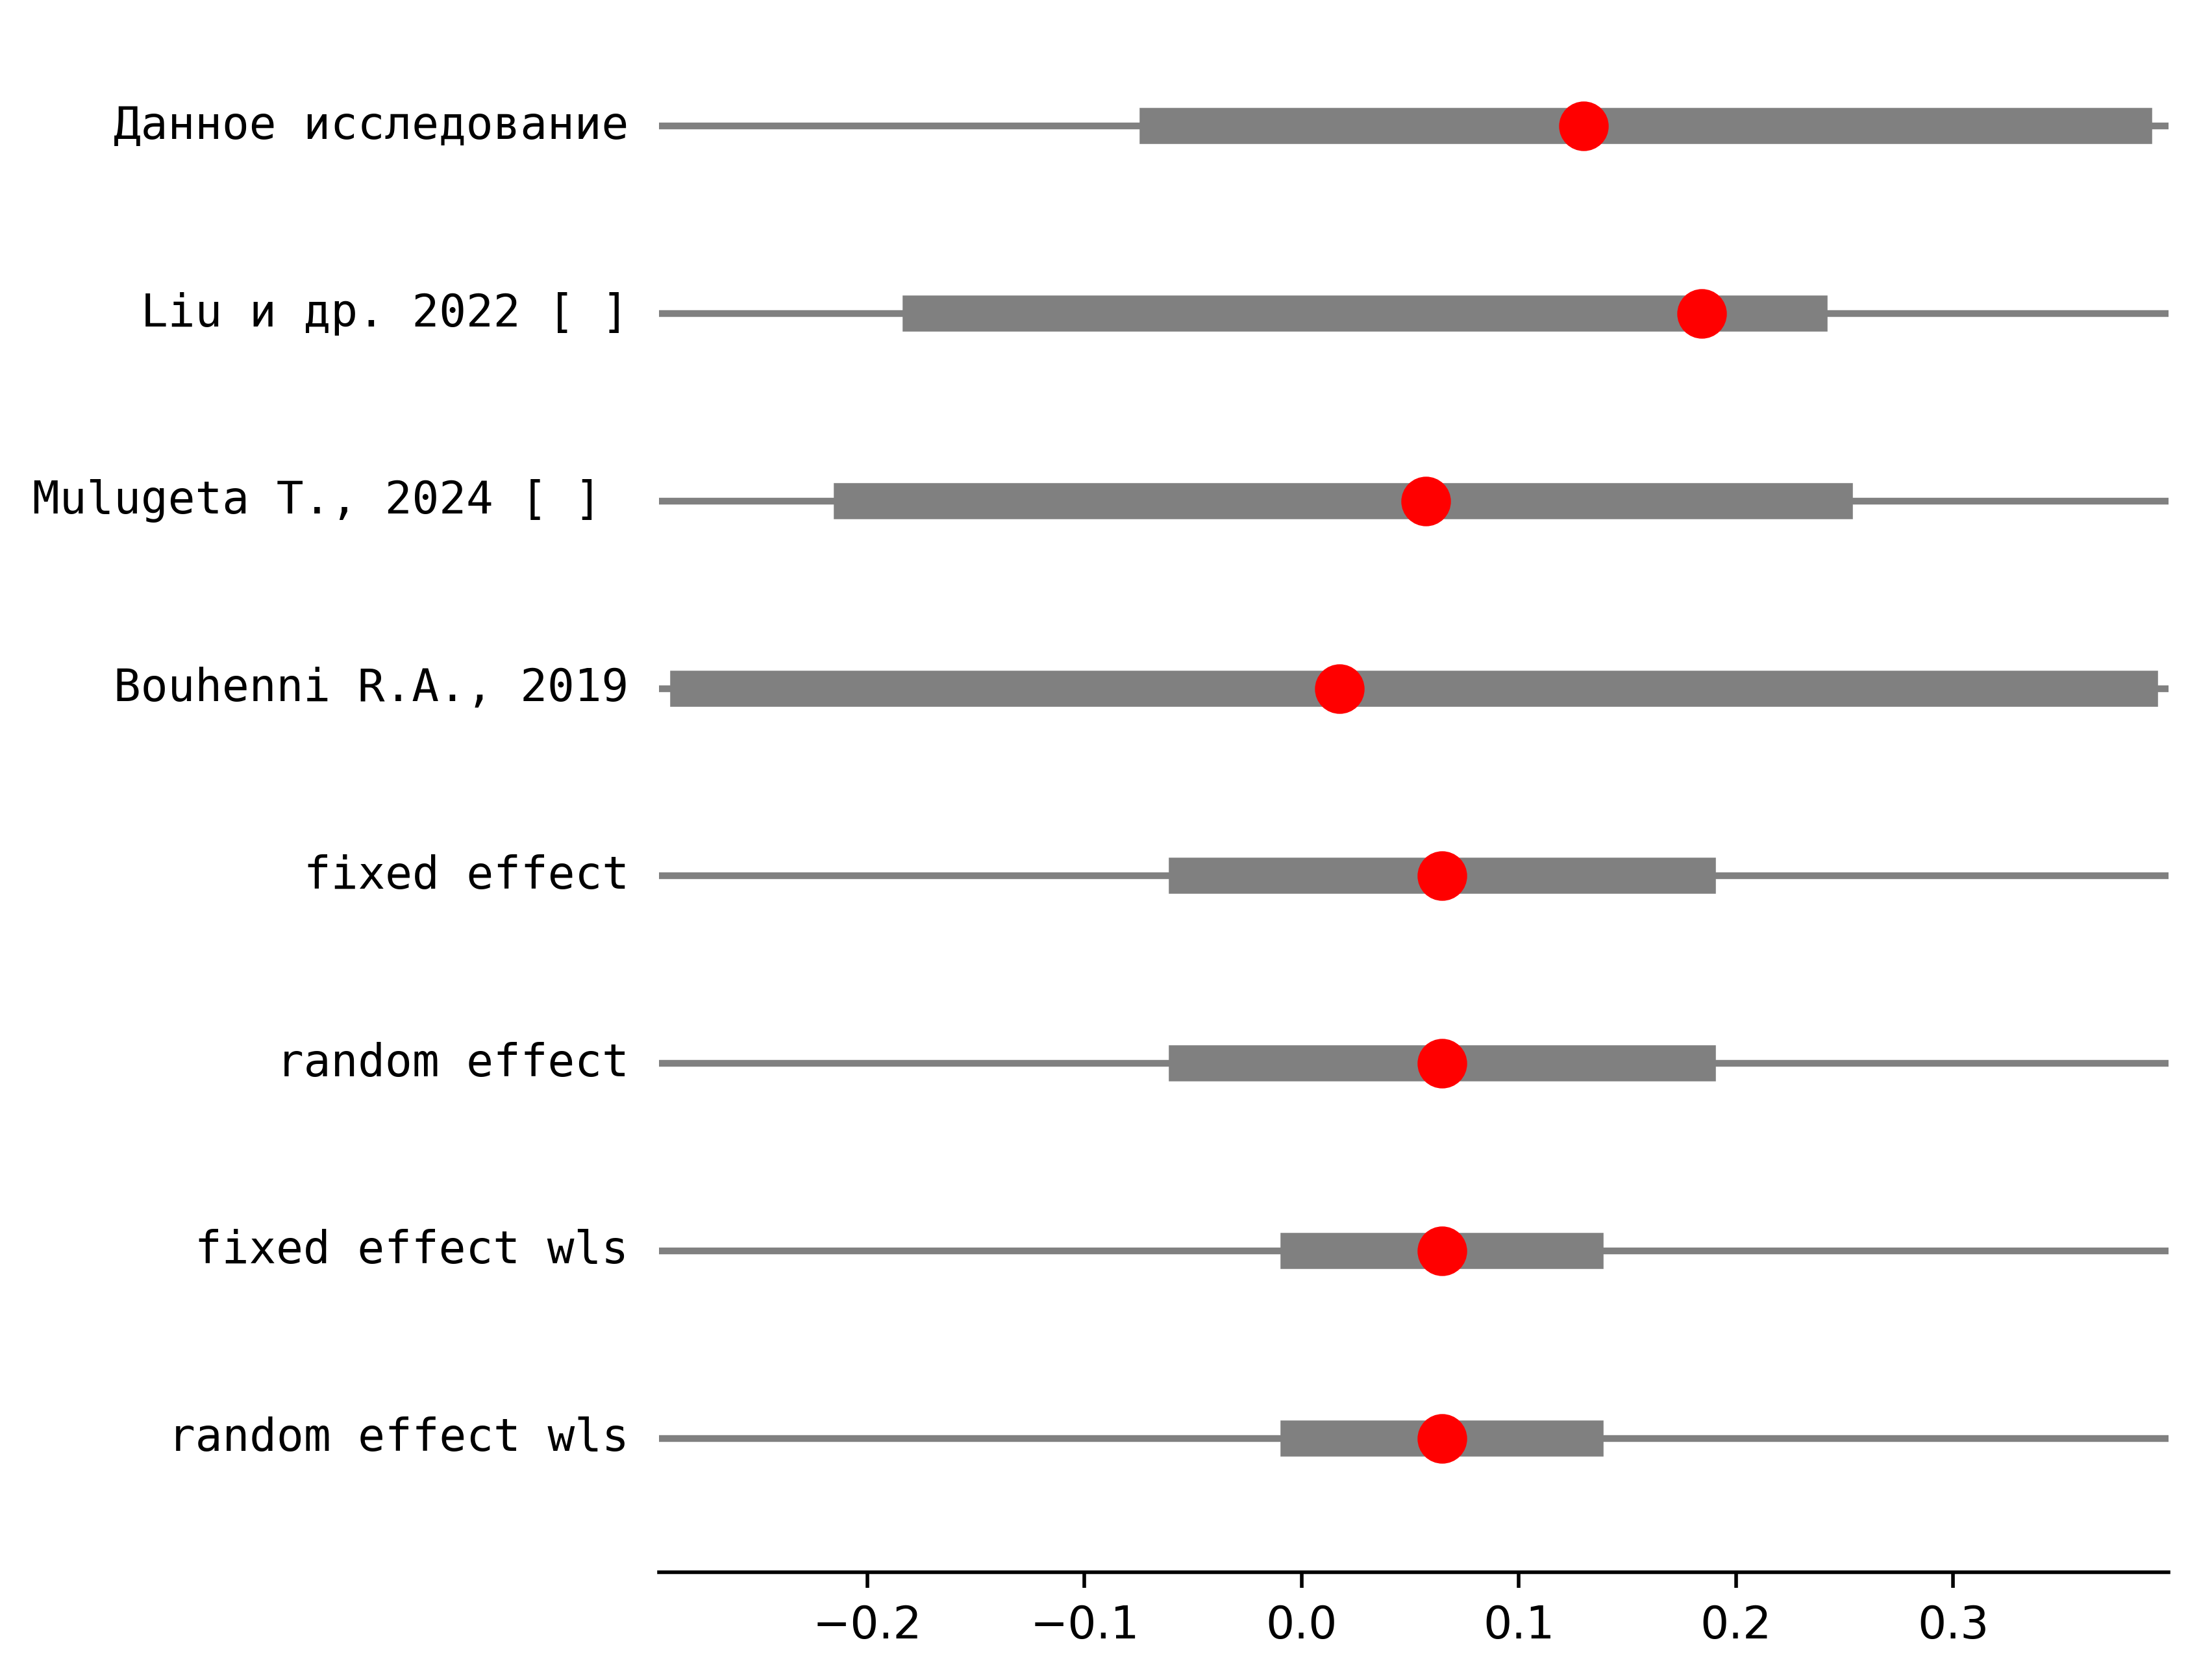 Данное исследование
Liu и др. 2022 [ ]
Mulugeta T., 2024 [ ]
Bouhenni R.A., 2019
fixed effect
random effect
fixed effect wls
random effect wls
−0.2 −0.1 0.0 0.1 0.2 0.3